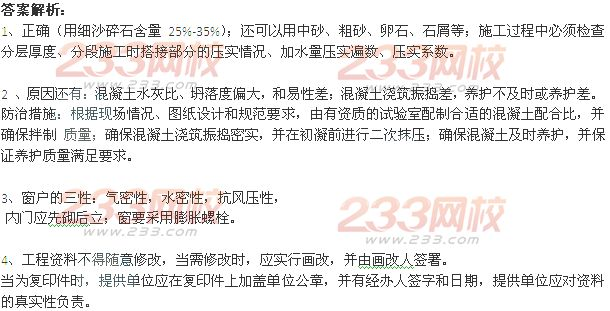 答案解析：
1、正确（用细沙碎石含量 25%-35%）；还可以用中砂、粗砂、卵石、石屑等；施工过程中必须检查
分层厚度、分段施工时搭接部分的压实情况、加水量压实遍数、压实系数。
2 、原因还有：混凝土水灰比、坍落度偏大，和易性差；混凝土浇筑振捣差，养护不及时或养护差。
防治措施：根据现场情况、图纸设计和规范要求，由有资质的试验室配制合适的混凝土配合比，并
确保拌制 质量；确保混凝土浇筑振捣密实，并在初凝前进行二次抹压；确保混凝土及时养护，并保
证养护质量满足要求。
3、窗户的三性：气密性，水密性，抗风压性，
内门应先砌后立；窗要采用膨胀螺栓。
4、工程资料不得随意修改，当需修改时，应实行画改，并由画改人签署。
当为复印件时，提供单位应在复印件上加盖单位公章，并有经办人签字和日期，提供单位应对资料
的真实性负责。
233网校
233网校
233网校